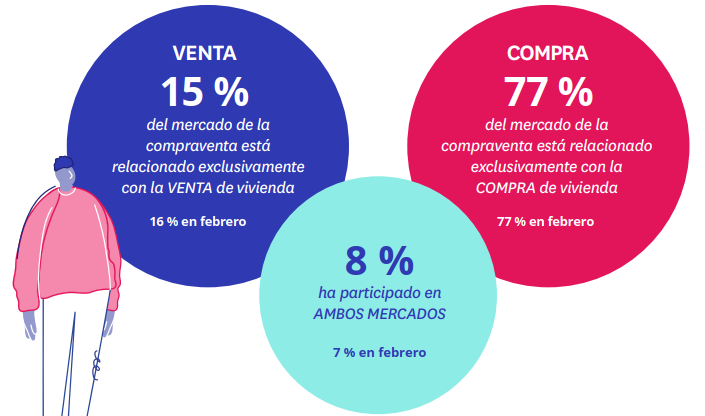 VENTA
15 %
del mercado de la
compraventa está
relacionado exclusivamente
con la VENTA de vivienda
16 % en febrero
COMPRA
77 %
del mercado de la
compraventa está relacionado
exclusivamente con la
COMPRA de vivienda
77 % en febrero
8 %
ha participado en
AMBOS MERCADOS
7 % en febrero